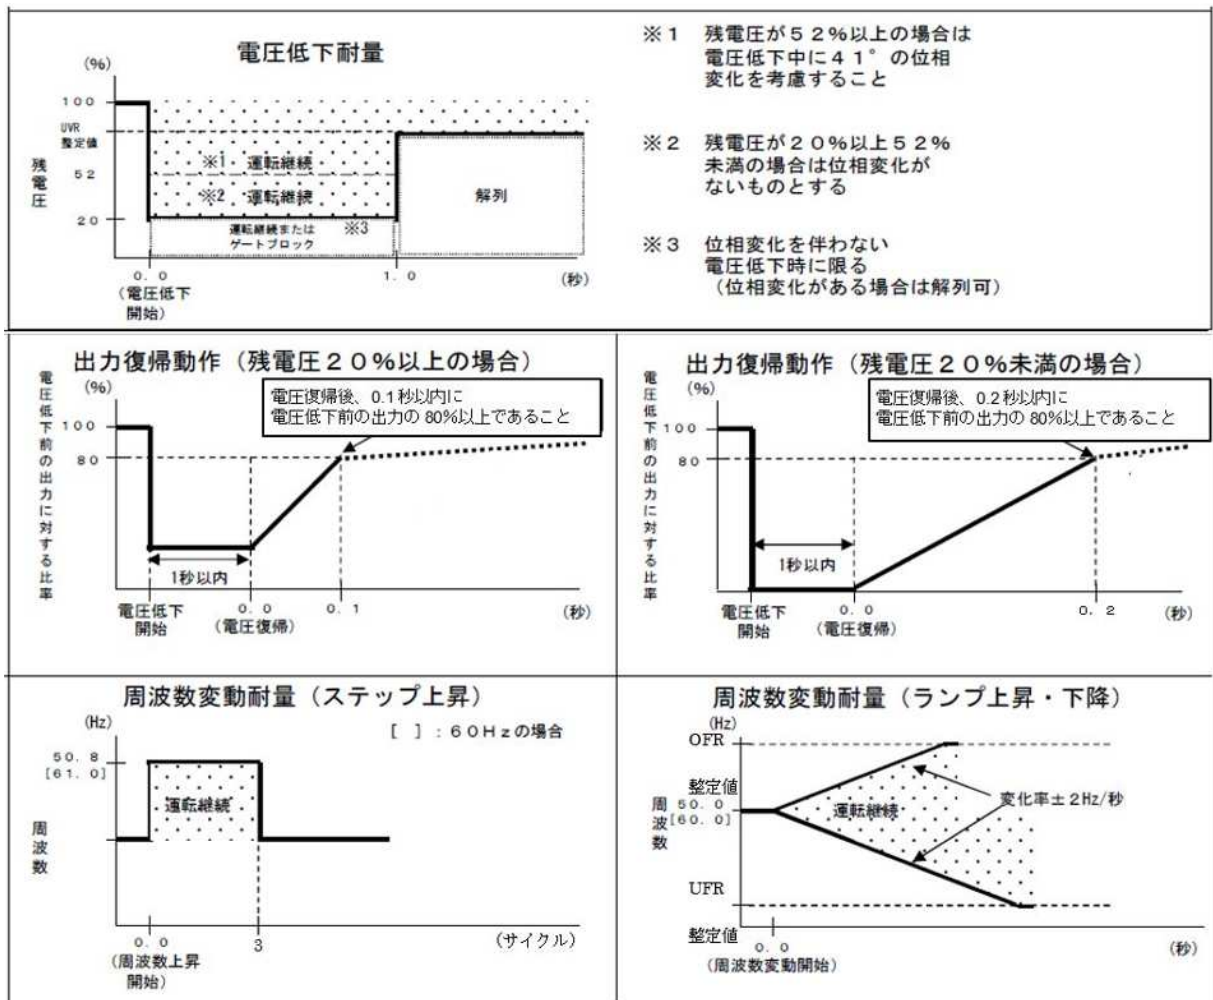 電圧低下耐量
(%)
100
UVR
整定値
52
20
残電圧
※1 運転継続
※2 運転継続
運転継続または
ゲートブロック
※3
解列
0.0
1.0
(秒)
(電圧低下
開始)
※1 残電圧が52%以上の場合は
電圧低下中に41°の位相
変化を考慮すること
※2 残電圧が20%以上52%
未満の場合は位相変化が
ないものとする
※3 位相変化を伴わない
電圧低下時に限る
(位相変化がある場合は解列可)
出力復帰動作(残電圧20%以上の場合)
(%)
電圧復帰後、0.1秒以内に
電圧低下前の出力の80%以上であること
100
80
電圧低下前の出力に対する比率
1秒以内
電圧低下
開始
0.0
(電圧復帰)
0.1
(秒)
出力復帰動作(残電圧20%未満の場合)
(%)
電圧復帰後、0.2秒以内に
電圧低下前の出力の80%以上であること
100
80
電圧低下前の出力に対する比率
1秒以内
電圧低下
開始
0.0
(電圧復帰)
0.2
(秒)
周波数変動耐量(ステップ上昇)
(Hz)
[ ]:60Hzの場合
50.8
[61.0]
運転継続
周波数
0.0
3
(サイクル)
(周波数上昇
開始)
周波数変動耐量(ランプ上昇・下降)
(Hz)
OFR
整定値
50.0
[60.0]
周波数
運転継続
変化率±2Hz/秒
UFR
整定値
0.0
(秒)
(周波数変動開始)